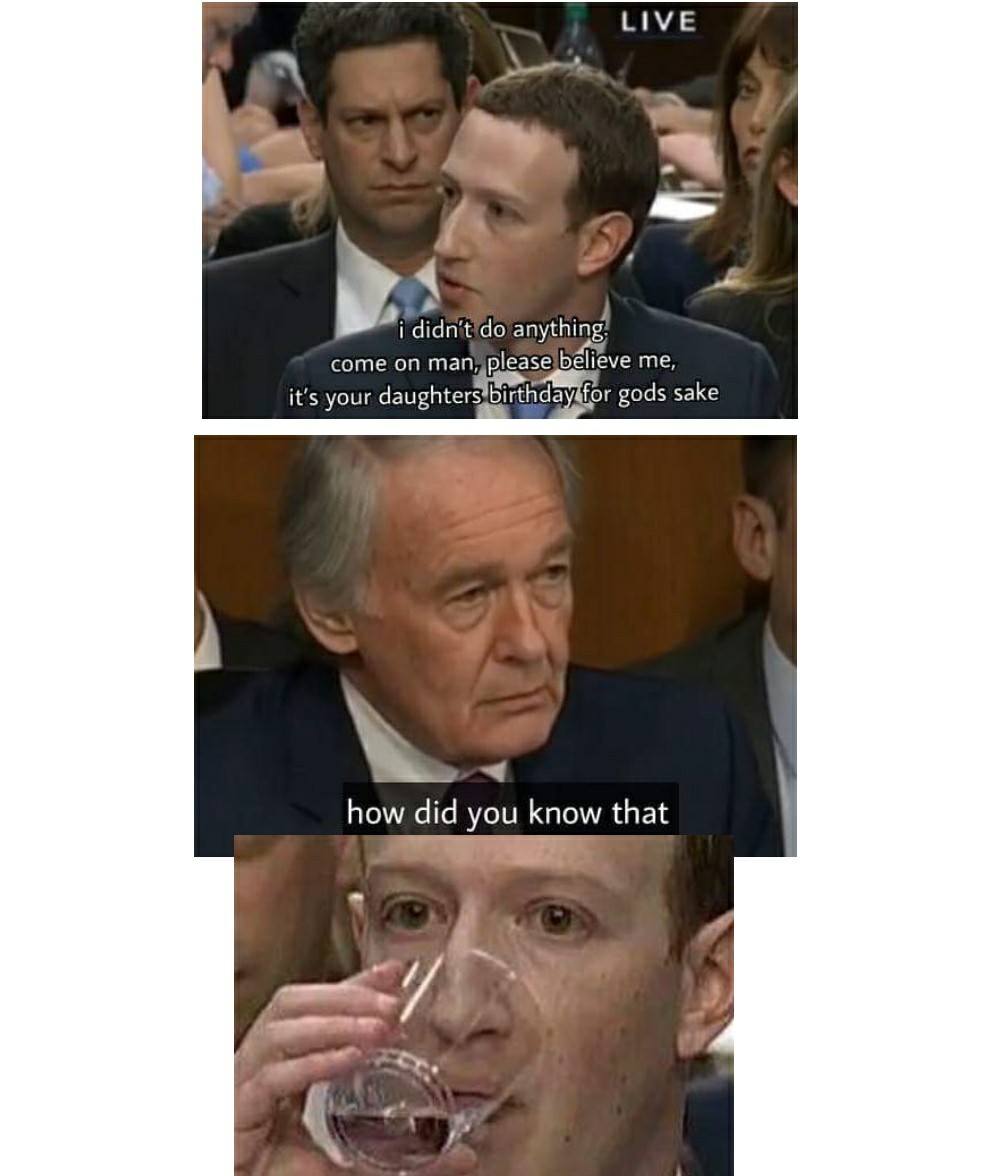 LIVE
i didn't do anything.
come on man, please believe me,
it's your daughters birthday for gods sake
how did you know that